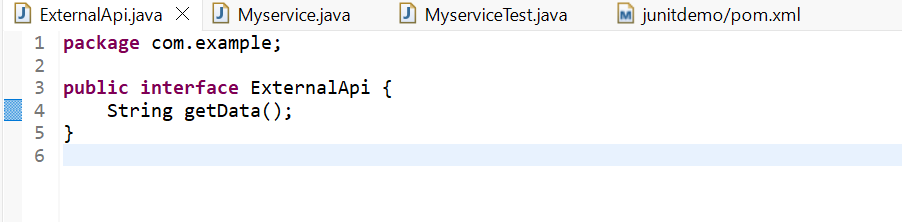 ExternalApi.java Myservice.java MyserviceTest.java junitdemo/pom.xml
1 package com.example;
2
3 public interface ExternalApi {
4 String getData();
5 }
6